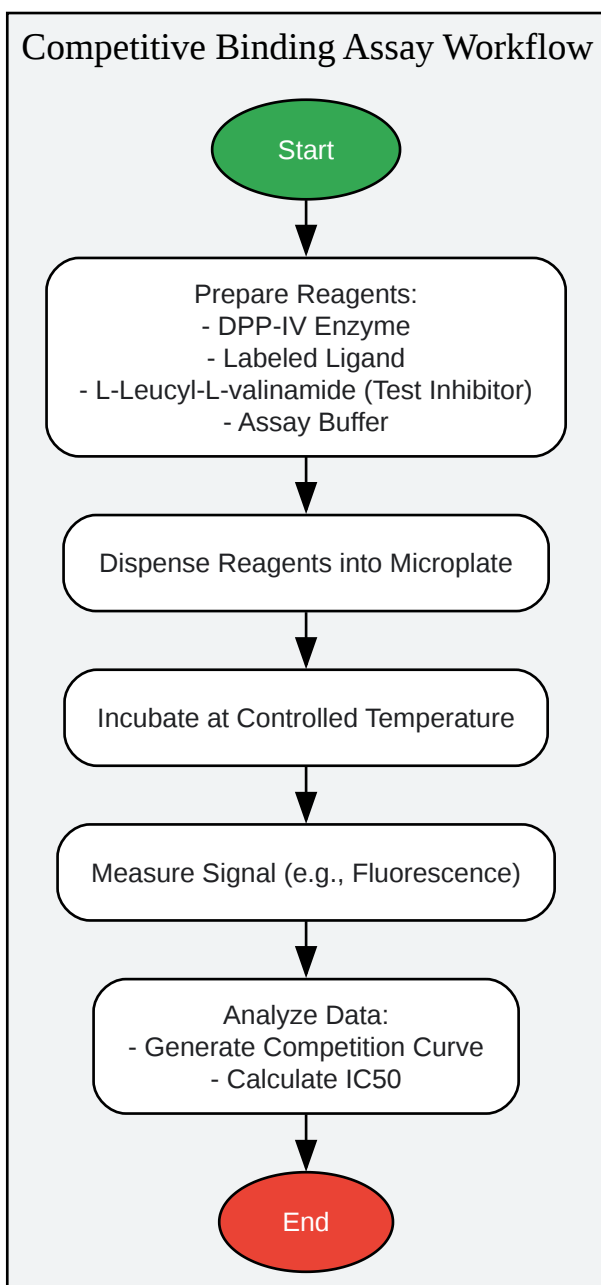 Competitive Binding Assay Workflow
Start
Prepare Reagents:
- DPP-IV Enzyme
- Labeled Ligand
- L-Leucyl-L-valinamide (Test Inhibitor)
- Assay Buffer
Dispense Reagents into Microplate
Incubate at Controlled Temperature
Measure Signal (e.g., Fluorescence)
Analyze Data:
- Generate Competition Curve
- Calculate IC50
End